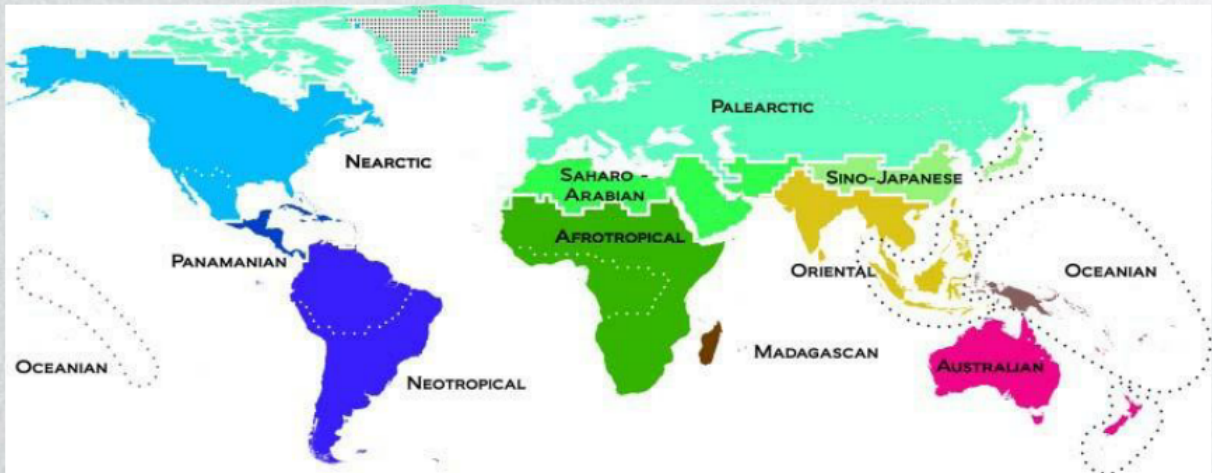 PALEARCTIC
NEARCTIC
SAHARO -
ARABIAN
SINO-JAPANESE
AFROTROPICAL
PANAMANIAN
ORIENTAL
OCEANIAN
OCEANIAN
MADAGASCAN
AUSTRALIAN
NEOTROPICAL